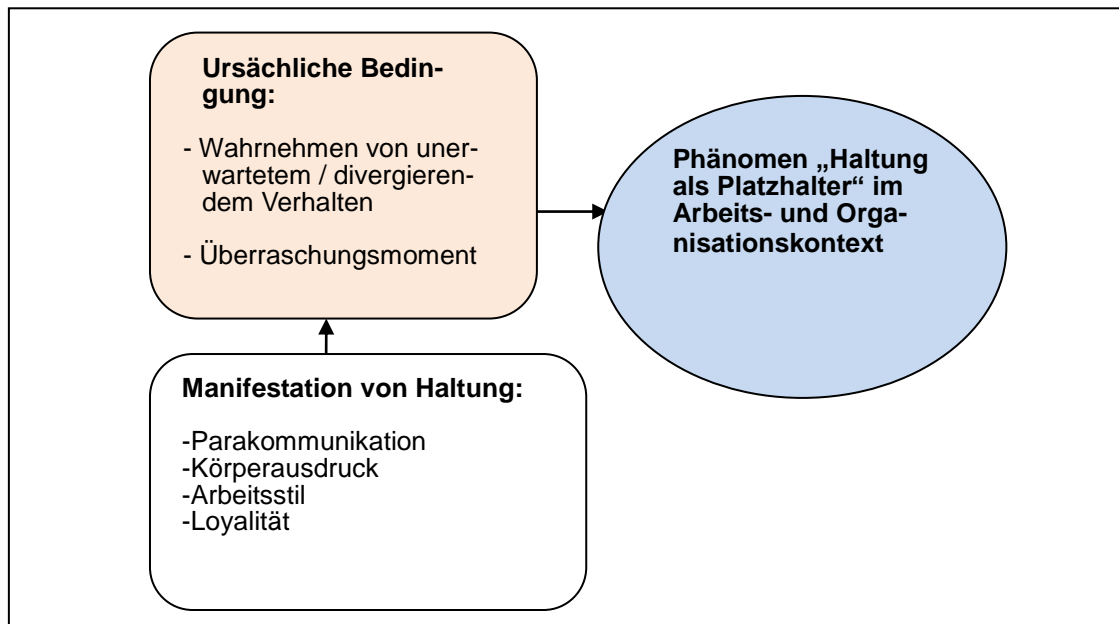 Ursächliche Bedin-
gung:
- Wahrnehmen von uner-
wartetem / divergieren-
dem Verhalten
- Überraschungsmoment
Phänomen „Haltung
als Platzhalter“ im
Arbeits- und Orga-
nisationskontext
Manifestation von Haltung:
-Parakommunikation
-Körperausdruck
-Arbeitsstil
-Loyalität